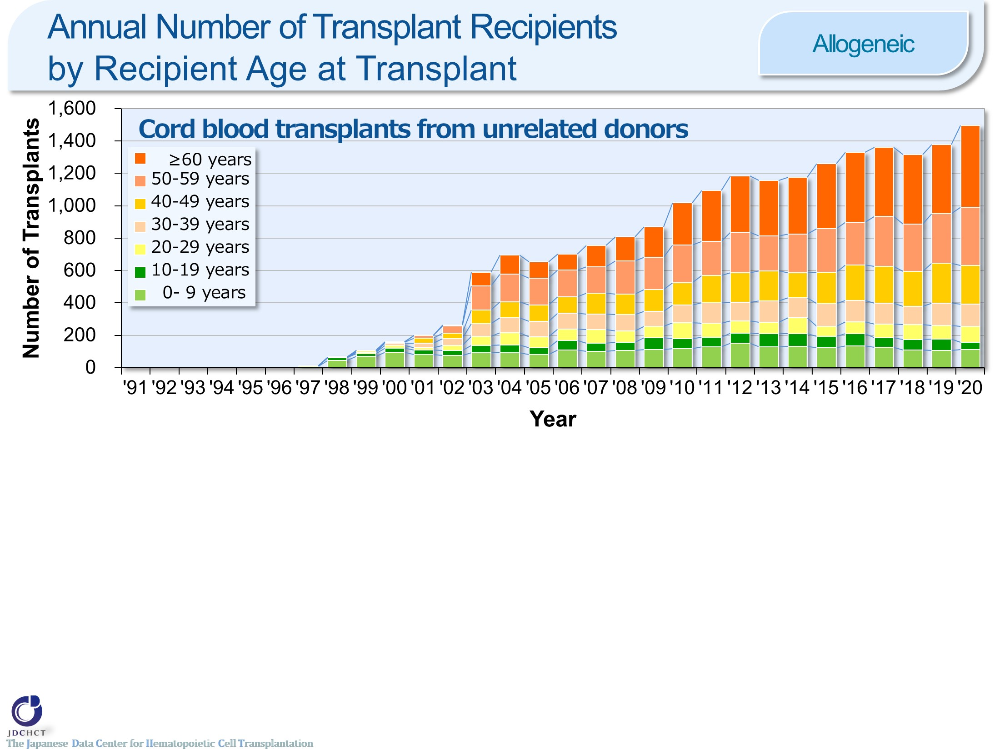 Annual Number of Transplant Recipients
by Recipient Age at Transplant
Allogeneic
Cord blood transplants from unrelated donors
Number of Transplants
1,600
1,400
1,200
1,000
800
600
400
200
0
≥60 years
50-59 years
40-49 years
30-39 years
20-29 years
10-19 years
0- 9 years
'91 '92 '93 '94 '95 '96 '97 '98 '99 '00 '01 '02 '03 '04 '05 '06 '07 '08 '09 '10 '11 '12 '13 '14 '15 '16 '17 '18 '19 '20
Year
JDCHCT
The Japanese Data Center for Hematopoietic Cell Transplantation